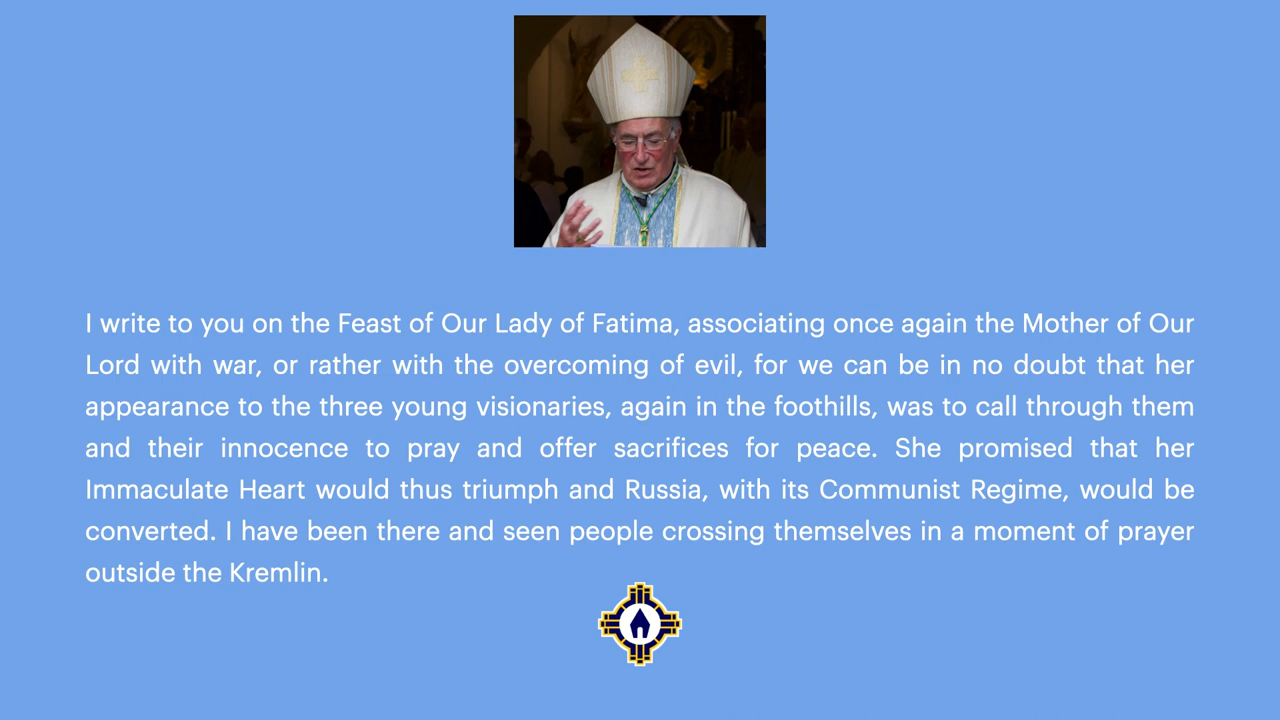 I write to you on the Feast of Our Lady of Fatima, associating once again the Mother of Our
Lord with war, or rather with the overcoming of evil, for we can be in no doubt that her
appearance to the three young visionaries, again in the foothills, was to call through them
and their innocence to pray and offer sacrifices for peace. She promised that her
Immaculate Heart would thus triumph and Russia, with its Communist Regime, would be
converted. I have been there and seen people crossing themselves in a moment of prayer
outside the Kremlin.